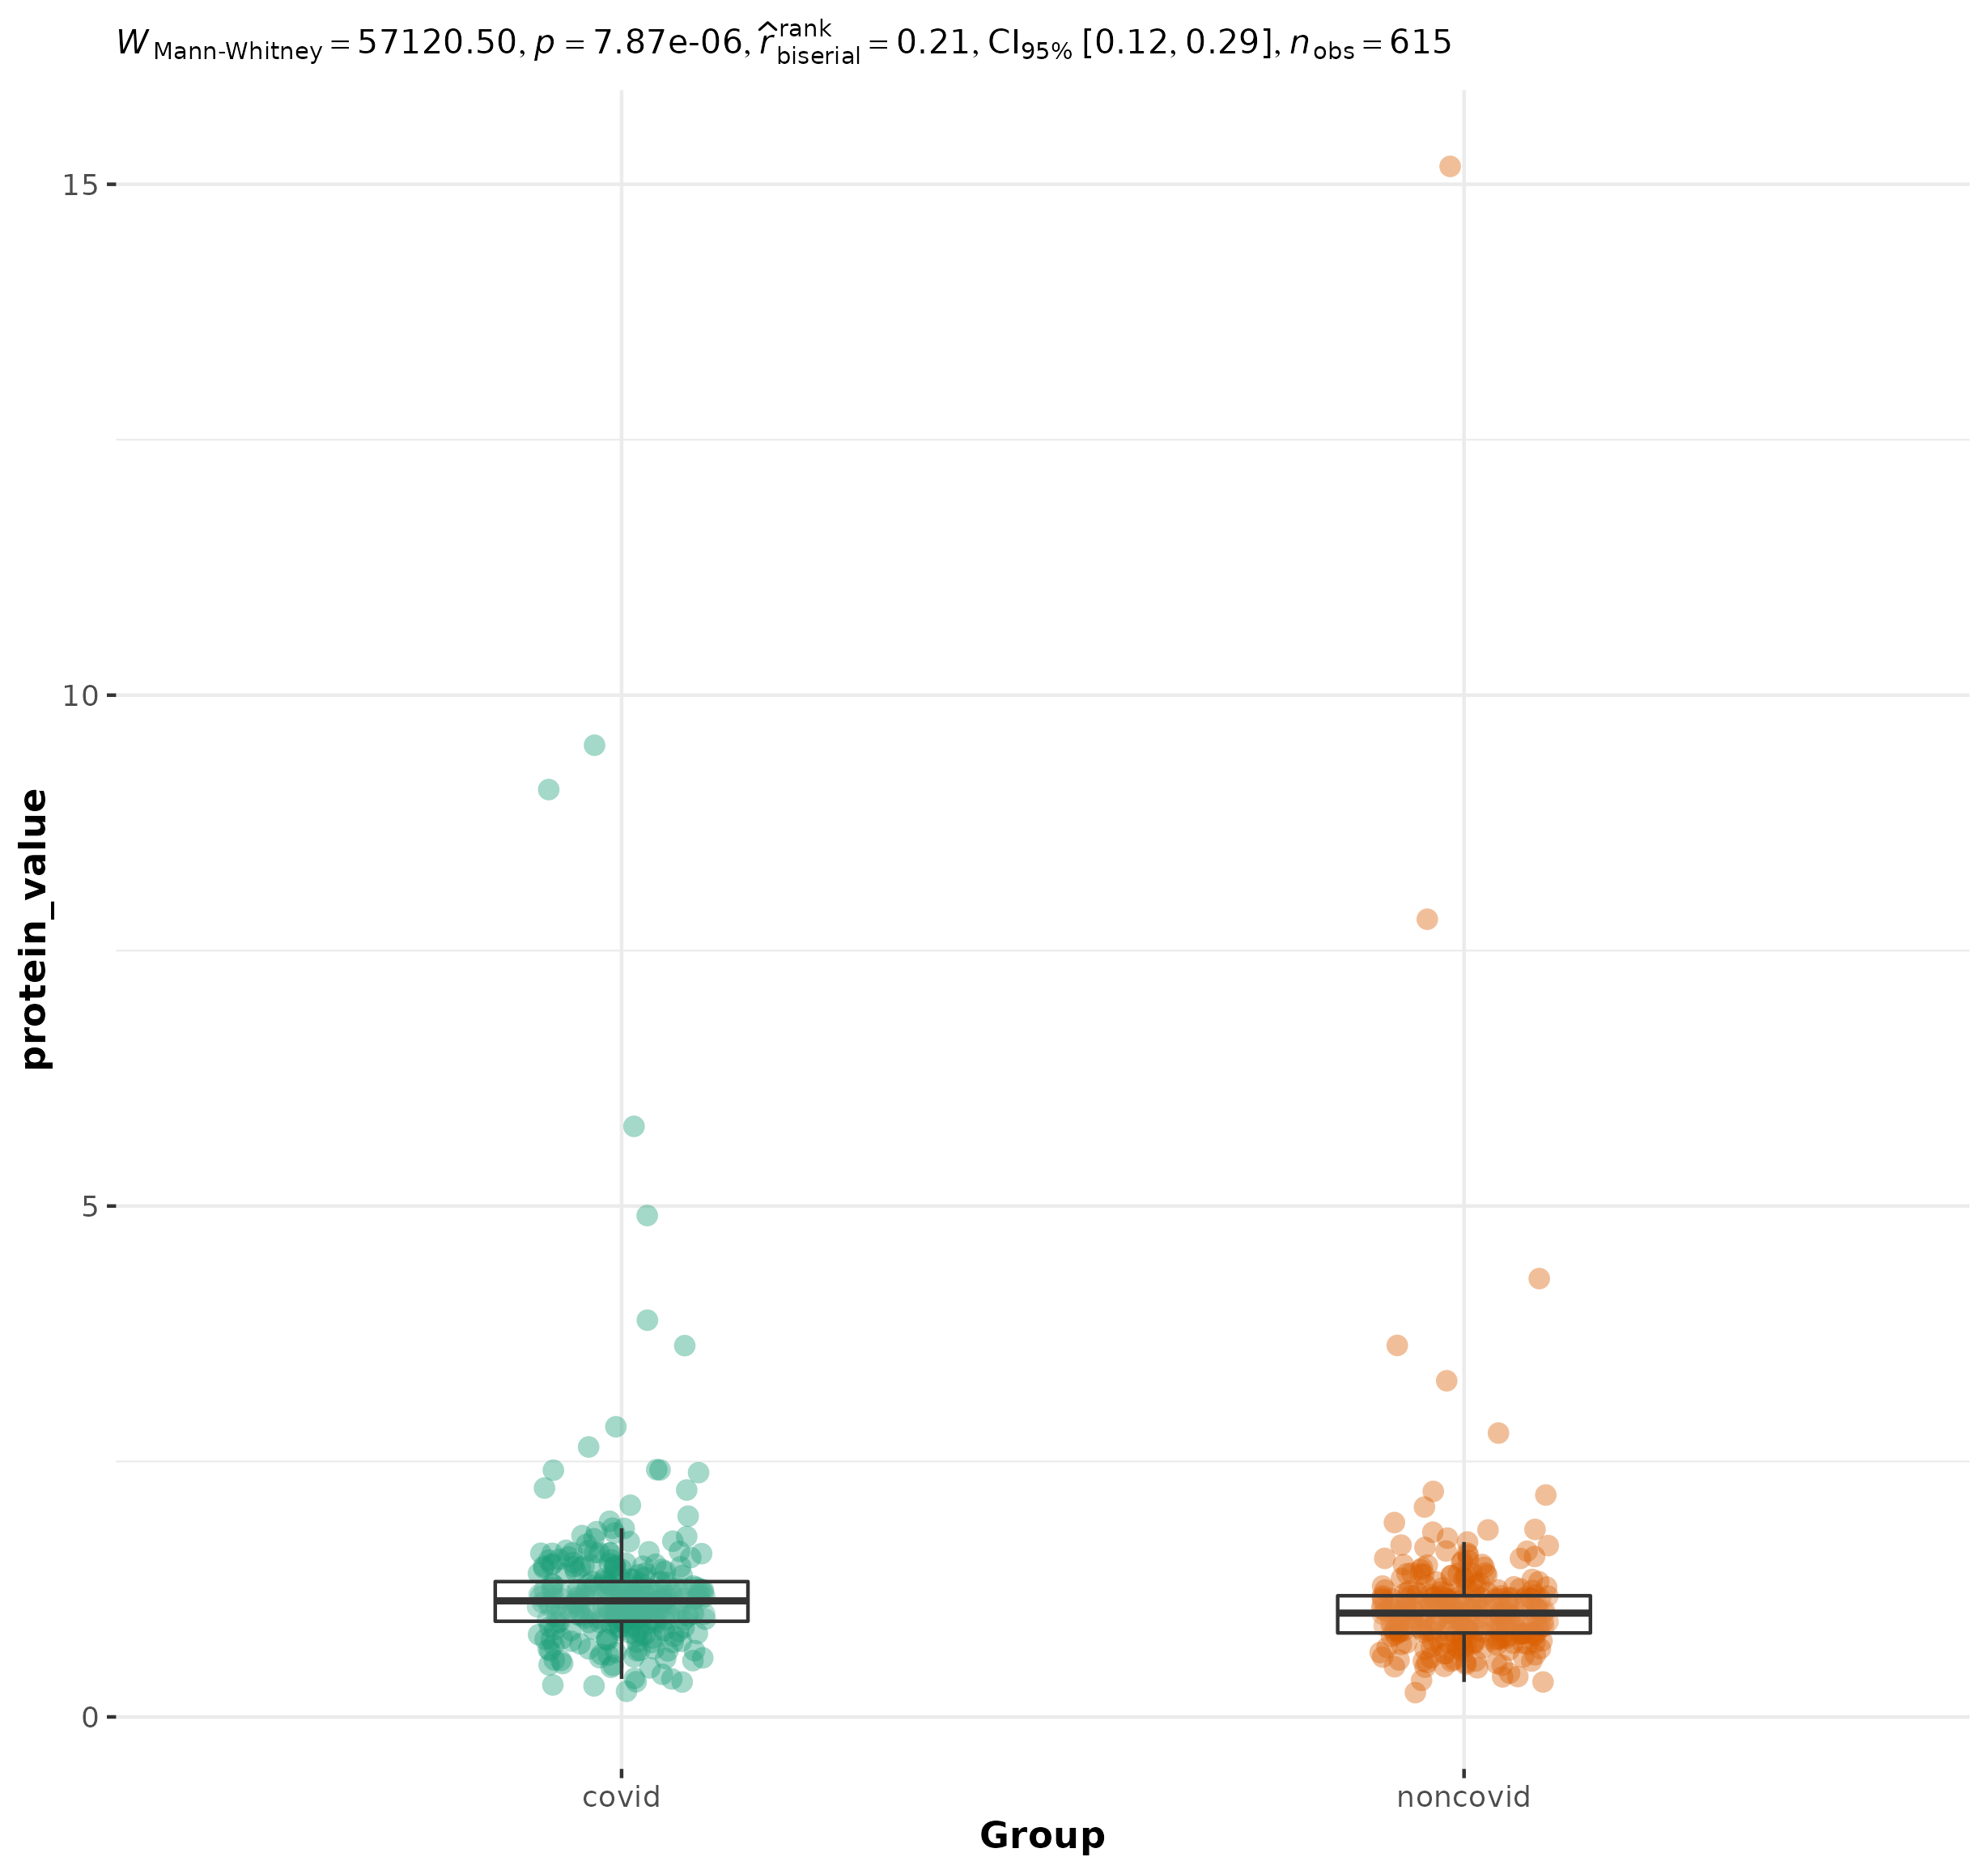 W Mann-Whitney = 57120.50, p = 7.87e-06, r̂ rank biserial = 0.21, CI95% [0.12, 0.29], n obs = 615
15
10
5
0
protein_value
covid noncovid
Group